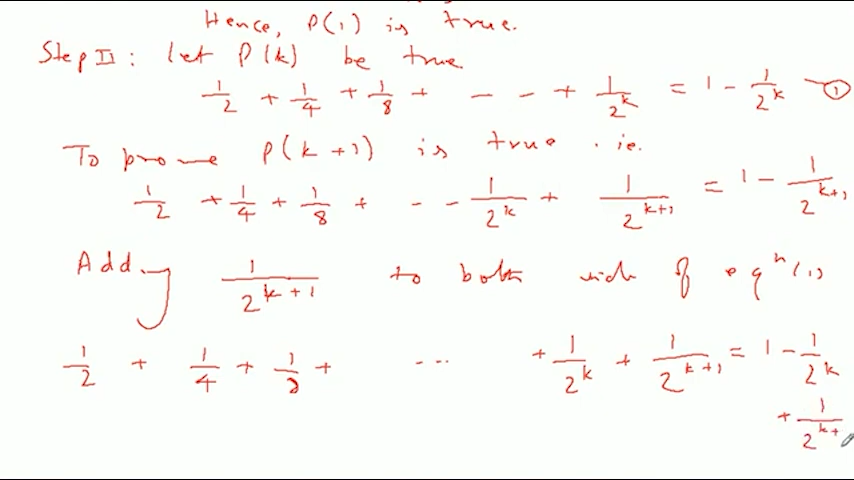 Hence, P(1) is true.
Step II: let P(k) be true
1/2 + 1/4 + 1/8 + - - - + 1/2^k = 1 - 1/2^k —①
To prove P(k+1) is true. ie.
1/2 + 1/4 + 1/8 + - - 1/2^k + 1/2^(k+1) = 1 - 1/2^(k+1)
Adding 1/2^(k+1) to both side of eqn(1)
1/2 + 1/4 + 1/8 + ... + 1/2^k + 1/2^(k+1) = 1 - 1/2^k
+ 1/2^(k+